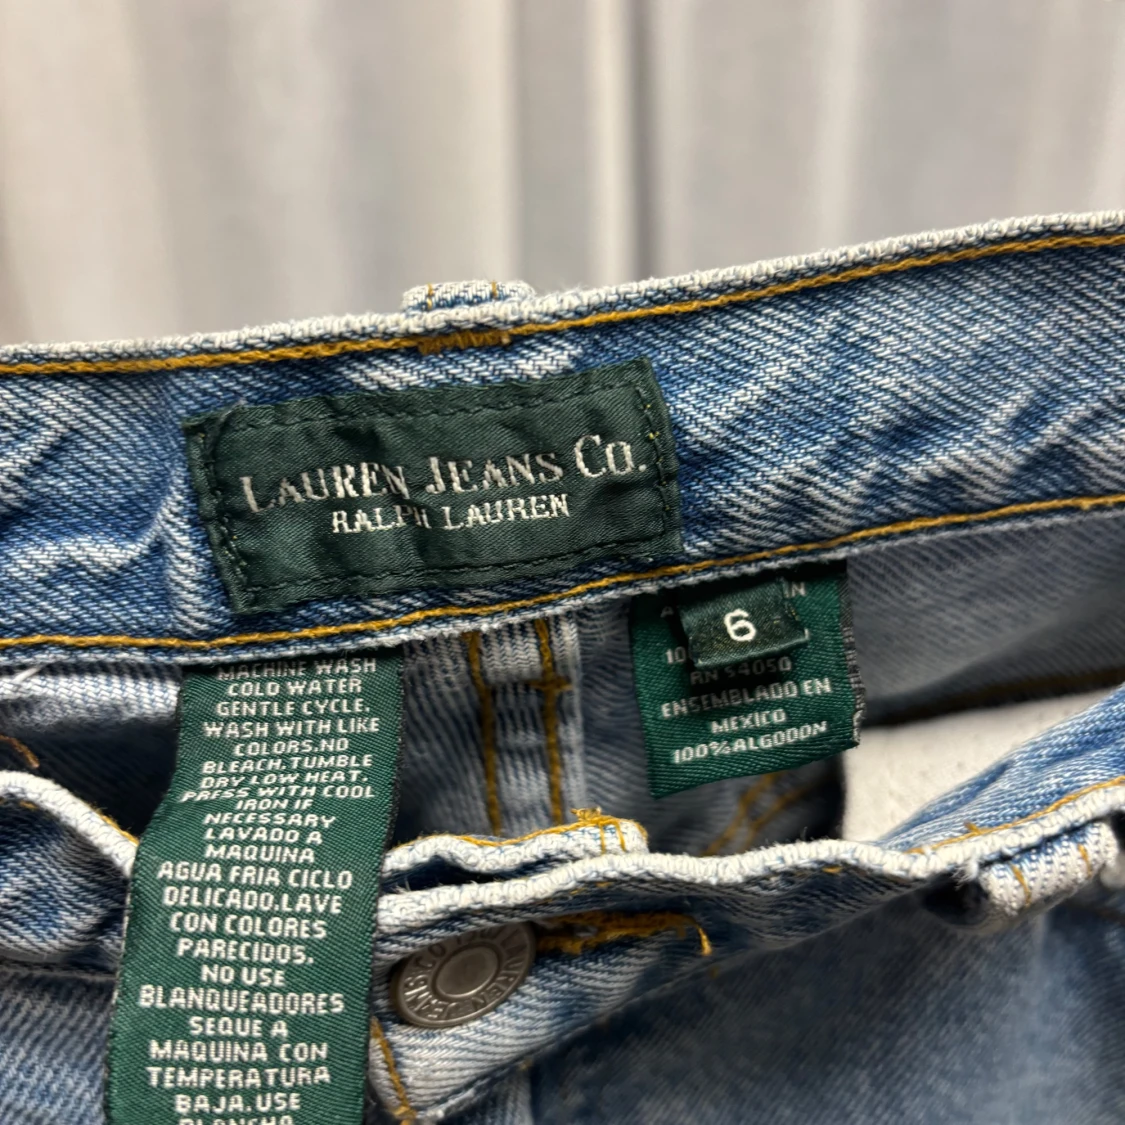 LAUREN JEANS CO.
RALPH LAUREN
6
RN 54050
ENSEMBLADO EN
MEXICO
100% ALGODON
MACHINE WASH
COLD WATER
GENTLE CYCLE.
WASH WITH LIKE
COLORS.NO
BLEACH.TUMBLE
DRY LOW HEAT.
PRESS WITH COOL
IRON IF
NECESSARY
LAVADO A
MAQUINA
AGUA FRIA CICLO
DELICADO.LAVE
CON COLORES
PARECIDOS.
NO USE
BLANQUEADORES
SEQUE A
MAQUINA CON
TEMPERATURA
BAJA.USE
PLANCHA